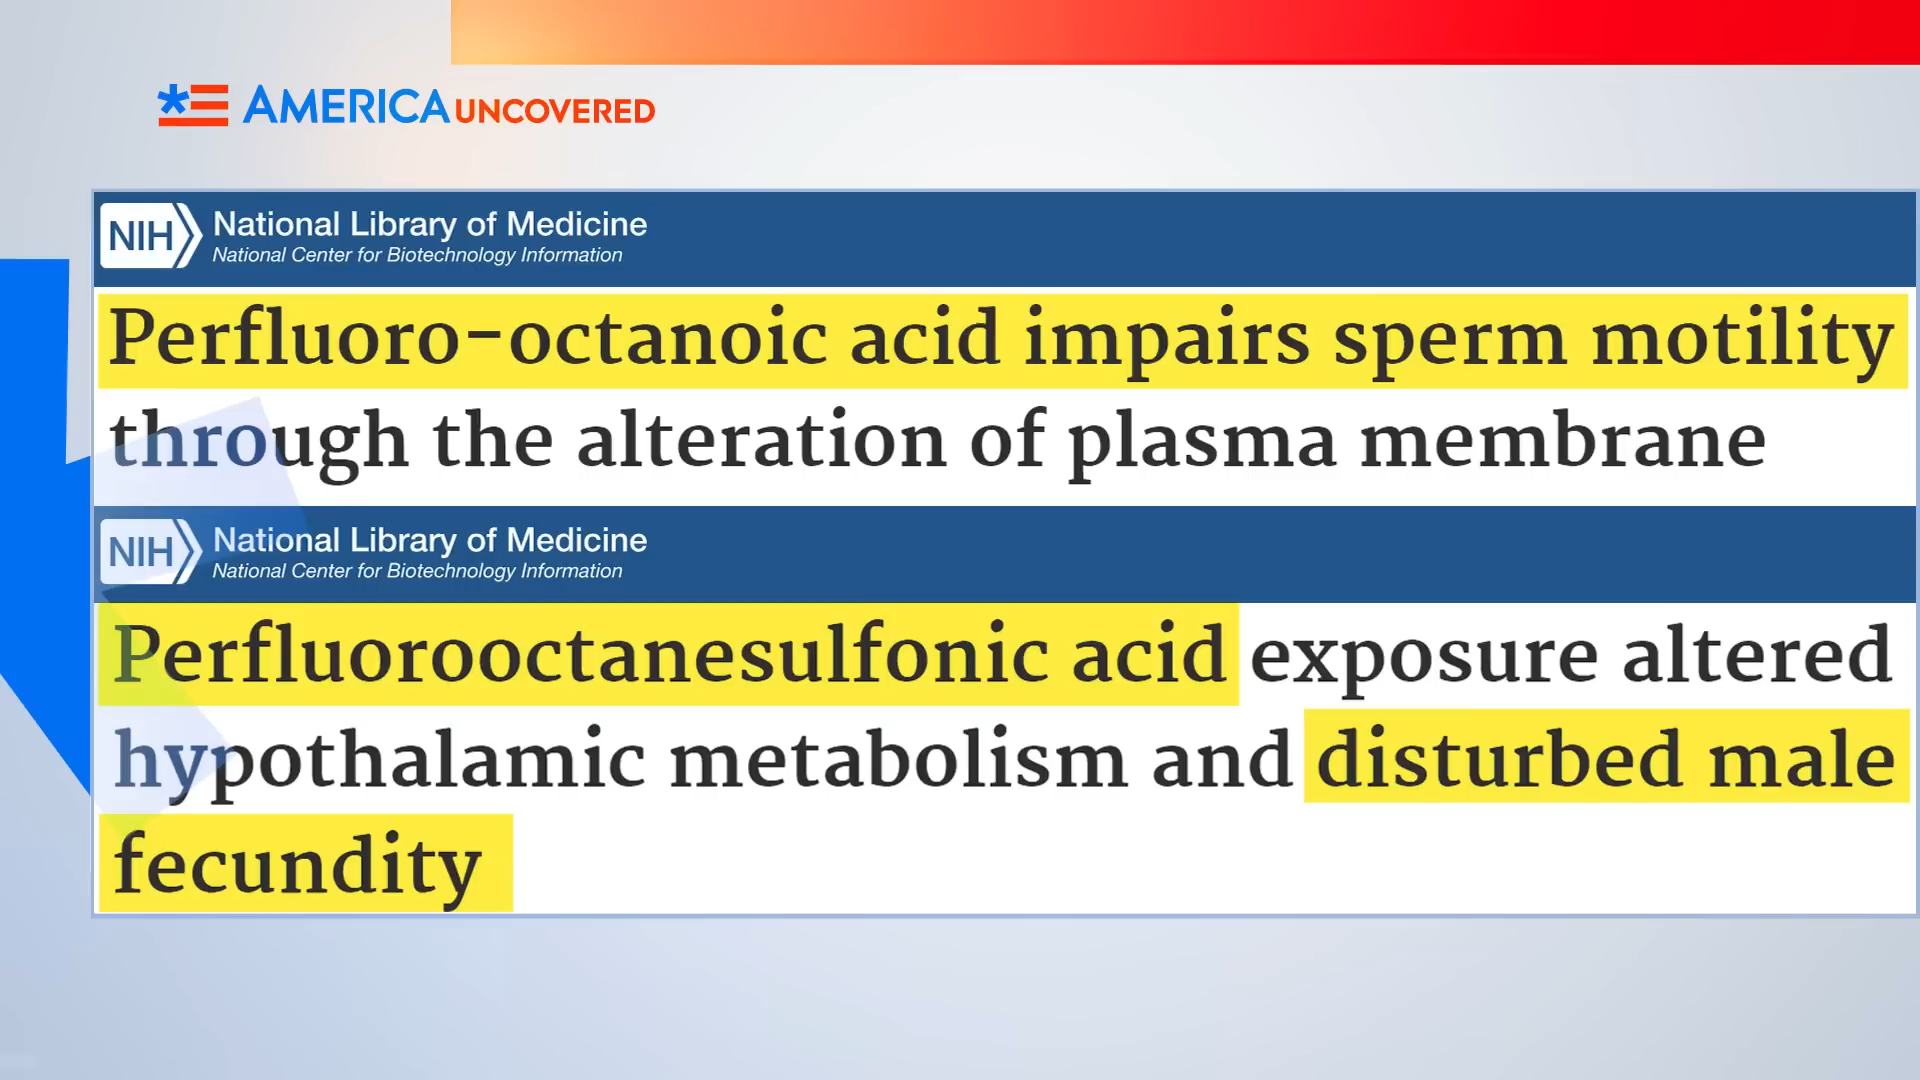 AMERICA UNCOVERED
NIH National Library of Medicine
National Center for Biotechnology Information
Perfluoro-octanoic acid impairs sperm motility
through the alteration of plasma membrane
NIH National Library of Medicine
National Center for Biotechnology Information
Perfluorooctanesulfonic acid exposure altered
hypothalamic metabolism and disturbed male
fecundity